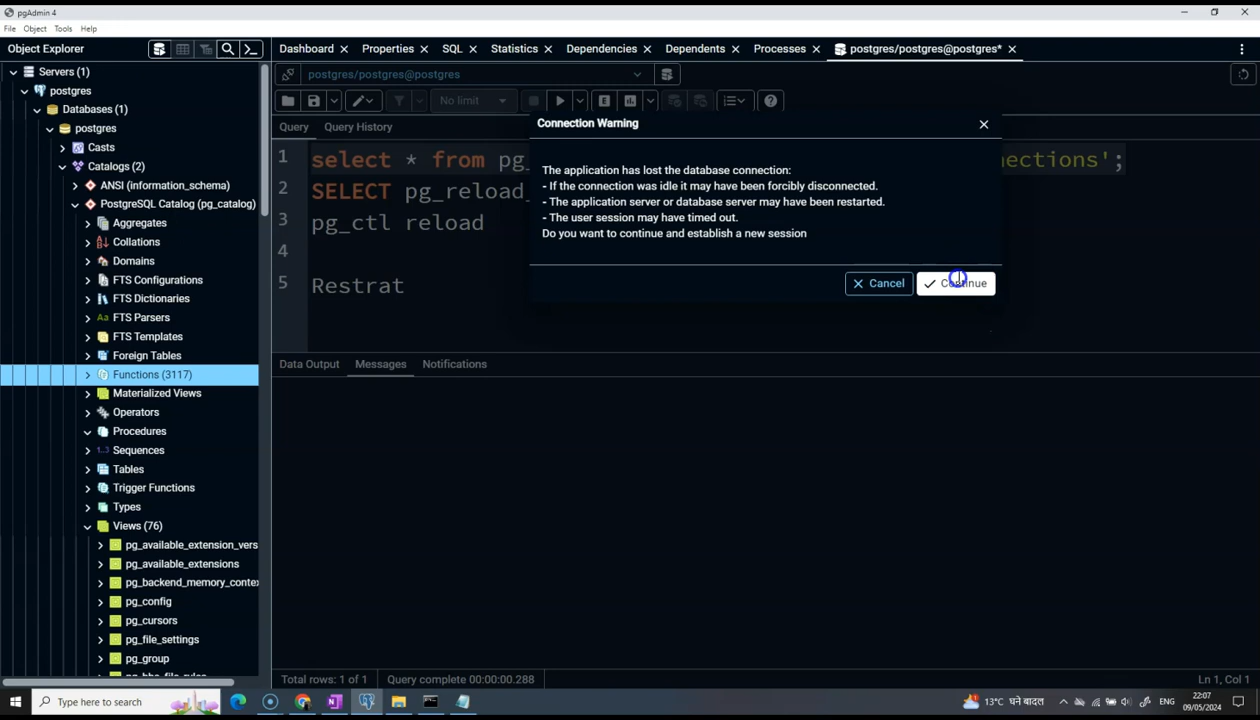 pgAdmin 4
File Object Tools Help
Object Explorer
Dashboard Properties SQL Statistics Dependencies Dependents Processes postgres/postgres@postgres*
Servers (1)
postgres
Databases (1)
postgres
Casts
Catalogs (2)
ANSI (information_schema)
PostgreSQL Catalog (pg_catalog)
Aggregates
Collations
Domains
FTS Configurations
FTS Dictionaries
FTS Parsers
FTS Templates
Foreign Tables
Functions (3117)
Materialized Views
Operators
Procedures
Sequences
Tables
Trigger Functions
Types
Views (76)
pg_available_extension_vers
pg_available_extensions
pg_backend_memory_conte
pg_config
pg_cursors
pg_file_settings
pg_group
postgres/postgres@postgres
No limit
Query Query History
1 select * from pg_ nections';
2 SELECT pg_reload_
3 pg_ctl reload
4
5 Restrat
Connection Warning
The application has lost the database connection:
- If the connection was idle it may have been forcibly disconnected.
- The application server or database server may have been restarted.
- The user session may have timed out.
Do you want to continue and establish a new session
Cancel Continue
Data Output Messages Notifications
Total rows: 1 of 1 Query complete 00:00:00.288 Ln 1, Col 1
Type here to search
13°C घने बादल ENG
22:07
09/05/2024